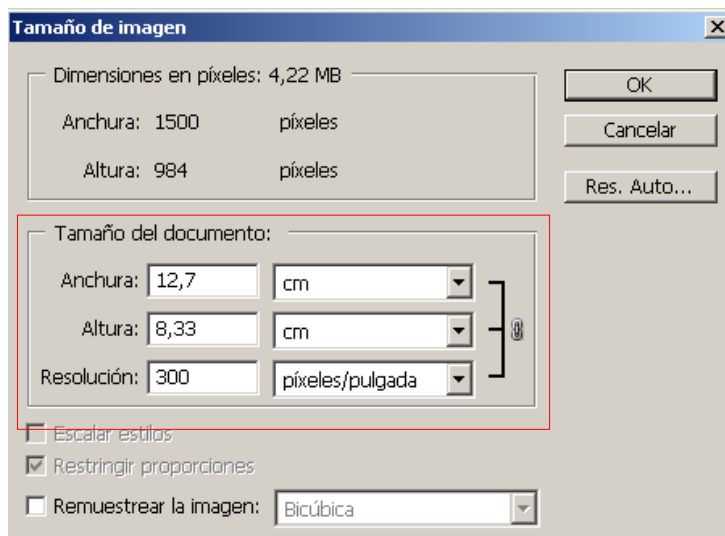 Tamaño de imagen
Dimensiones en píxeles: 4,22 MB
Anchura: 1500 píxeles
Altura: 984 píxeles
OK
Cancelar
Res. Auto...
Tamaño del documento:
Anchura: 12,7 cm
Altura: 8,33 cm
Resolución: 300 píxeles/pulgada
Escalar estilos
Restringir proporciones
Remuestrear la imagen: Bicúbica